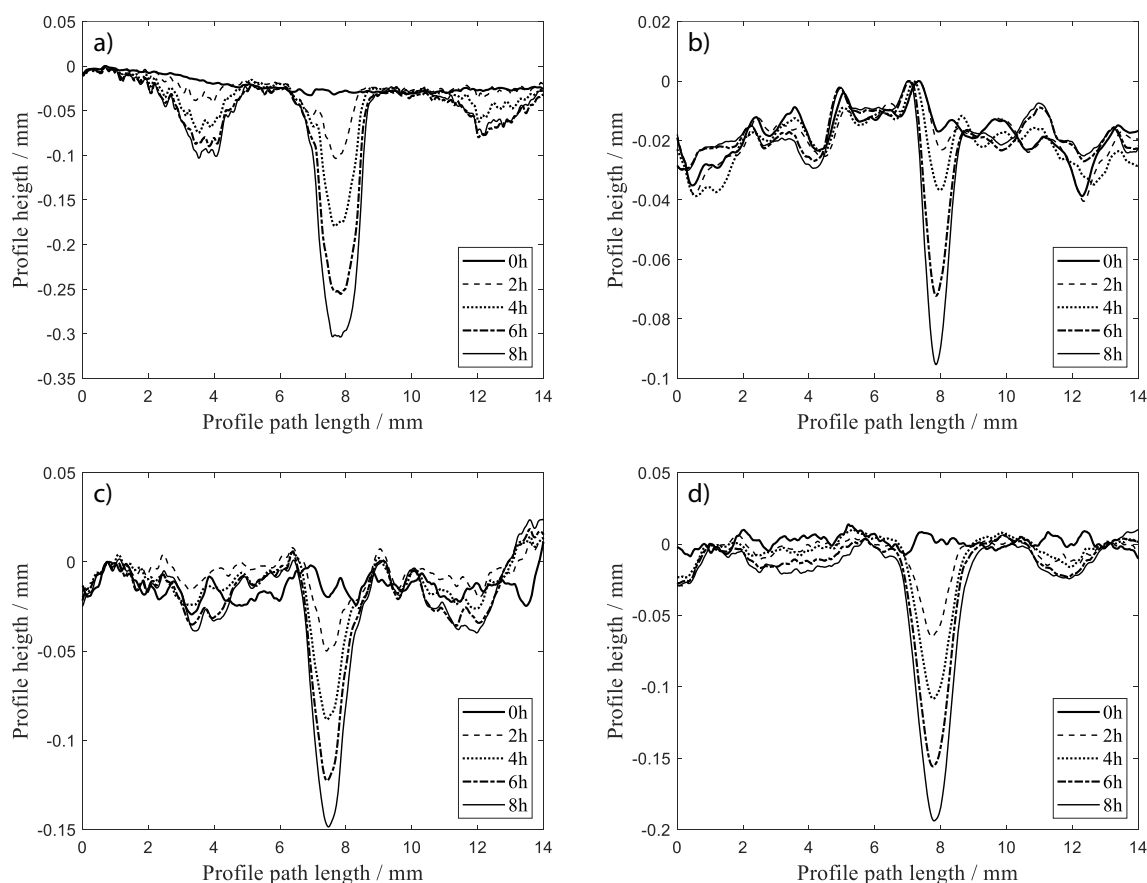 a)
0.05
0
-0.05
-0.1
-0.15
-0.2
-0.25
-0.3
-0.35
0 2 4 6 8 10 12 14
Profile heigth / mm
Profile path length / mm
0h
2h
4h
6h
8h
b)
0.02
0
-0.02
-0.04
-0.06
-0.08
-0.1
0 2 4 6 8 10 12 14
Profile heigth / mm
Profile path length / mm
0h
2h
4h
6h
8h
c)
0.05
0
-0.05
-0.1
-0.15
0 2 4 6 8 10 12 14
Profile heigth / mm
Profile path length / mm
0h
2h
4h
6h
8h
d)
0.05
0
-0.05
-0.1
-0.15
-0.2
0 2 4 6 8 10 12 14
Profile heigth / mm
Profile path length / mm
0h
2h
4h
6h
8h